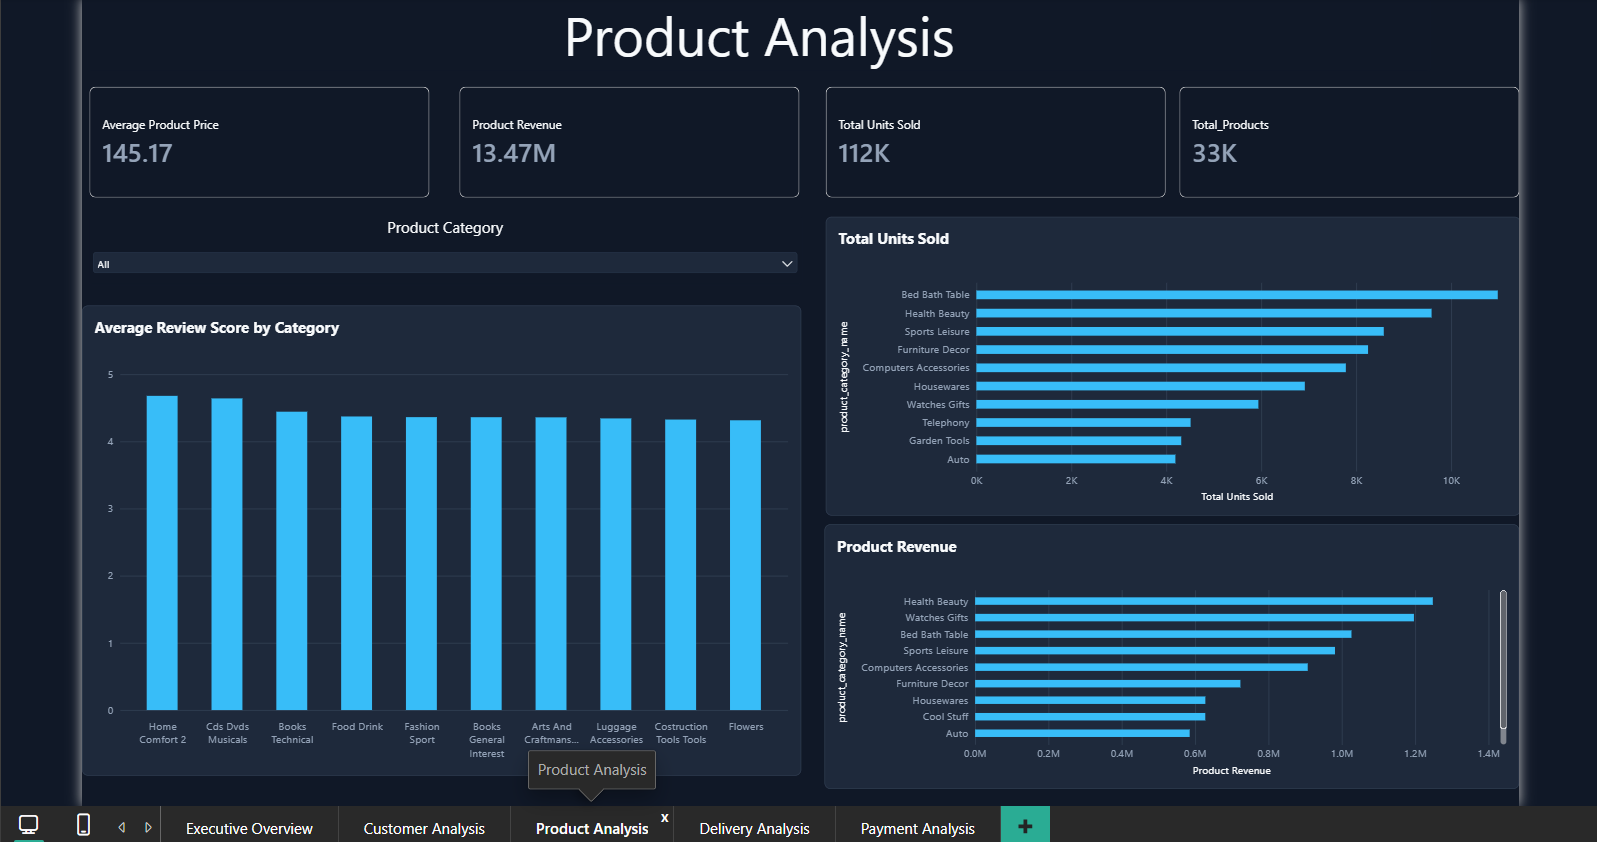 Product Analysis
Average Product Price
145.17
Product Revenue
13.47M
Total Units Sold
112K
Total_Products
33K
Product Category
All
Average Review Score by Category
5
4
3
2
1
0
Home Comfort 2
Cds Dvds Musicals
Books Technical
Food Drink
Fashion Sport
Books General Interest
Arts And Craftmans...
Luggage Accessories
Costruction Tools Tools
Flowers
Total Units Sold
product_category_name
Bed Bath Table
Health Beauty
Sports Leisure
Furniture Decor
Computers Accessories
Housewares
Watches Gifts
Telephony
Garden Tools
Auto
0K 2K 4K 6K 8K 10K
Total Units Sold
Product Revenue
product_category_name
Health Beauty
Watches Gifts
Bed Bath Table
Sports Leisure
Computers Accessories
Furniture Decor
Housewares
Cool Stuff
Auto
0.0M 0.2M 0.4M 0.6M 0.8M 1.0M 1.2M 1.4M
Product Revenue
Product Analysis
Executive Overview
Customer Analysis
Product Analysis
x
Delivery Analysis
Payment Analysis
+